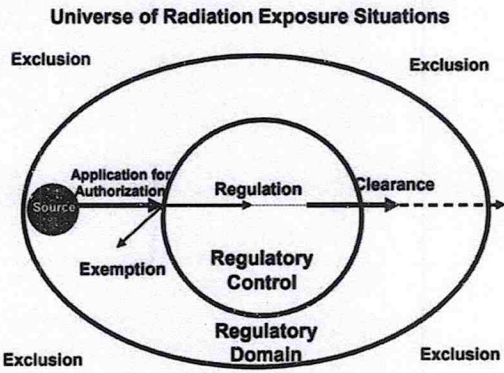 Universe of Radiation Exposure Situations
Exclusion
Exclusion
Application for
Authorization
Regulation
Clearance
Source
Exemption
Regulatory
Control
Regulatory
Domain
Exclusion
Exclusion